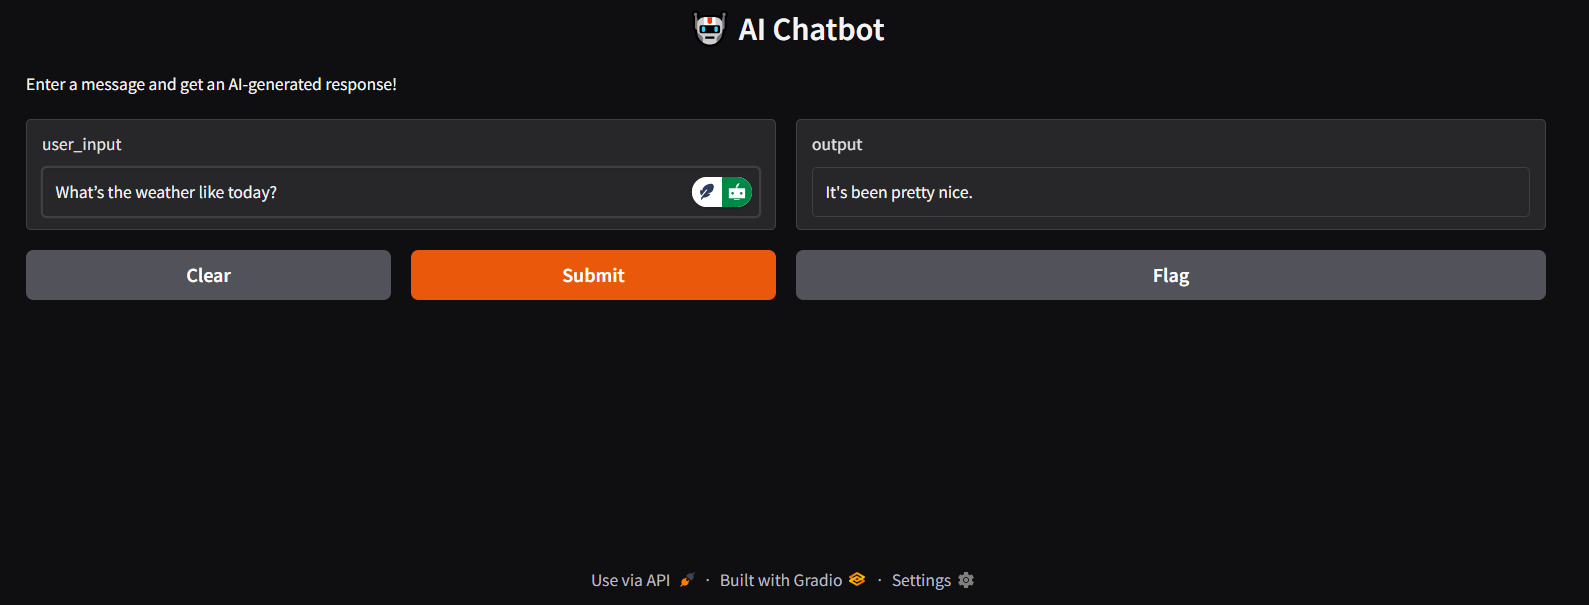 AI Chatbot
Enter a message and get an AI-generated response!
user_input
What’s the weather like today?
output
It's been pretty nice.
Clear
Submit
Flag
Use via API · Built with Gradio · Settings